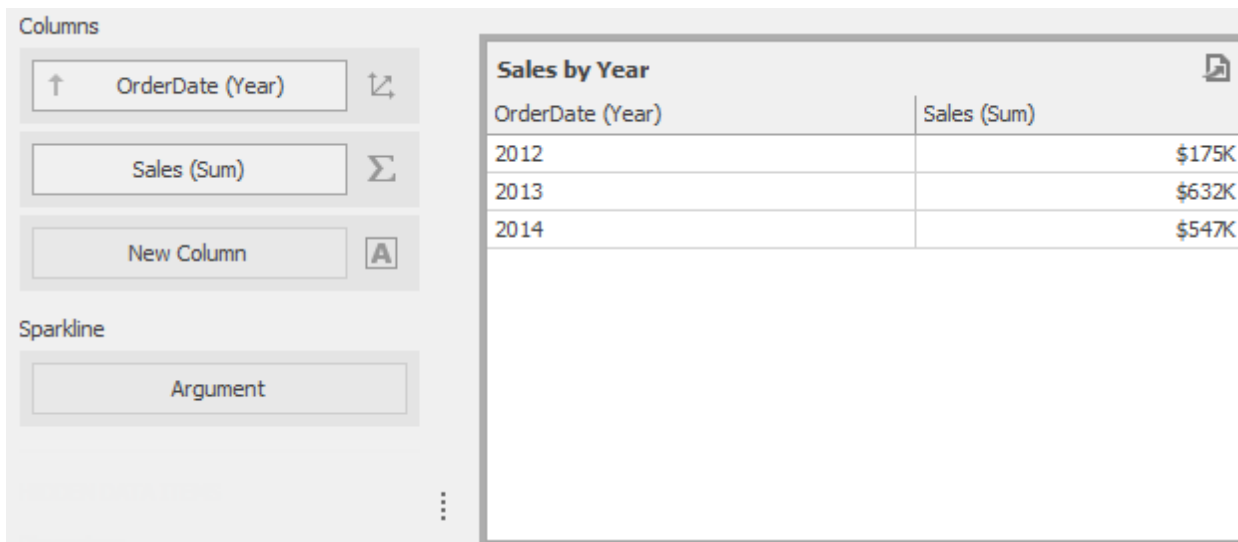 Columns
OrderDate (Year)
Sales (Sum)
New Column
A
Sparkline
Argument
Sales by Year
OrderDate (Year) Sales (Sum)
2012 $175K
2013 $632K
2014 $547K